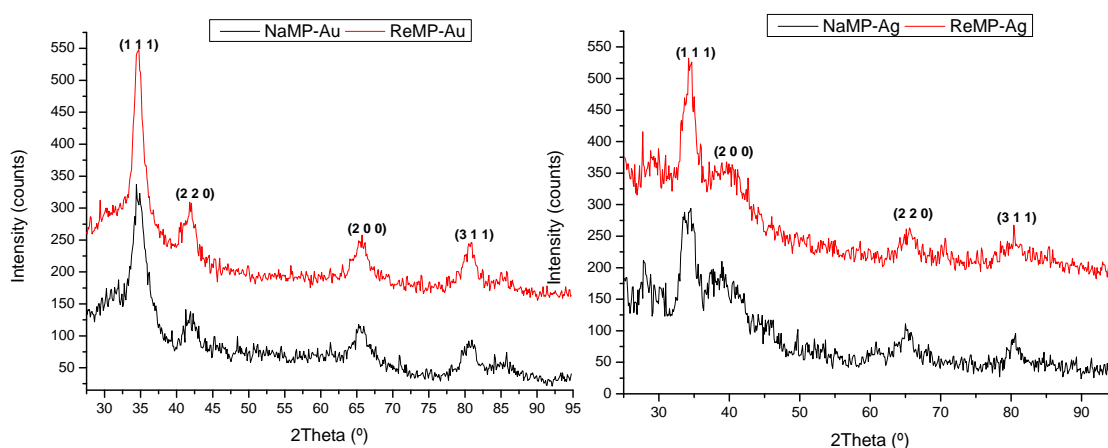 NaMP-Au ReMP-Au
(1 1 1)
(2 2 0)
(2 0 0)
(3 1 1)
Intensity (counts)
550
500
450
400
350
300
250
200
150
100
50
30 35 40 45 50 55 60 65 70 75 80 85 90 95
2Theta (º)
NaMP-Ag ReMP-Ag
(1 1 1)
(2 0 0)
(2 2 0)
(3 1 1)
Intensity (counts)
550
500
450
400
350
300
250
200
150
100
50
0
30 40 50 60 70 80 90
2Theta (º)